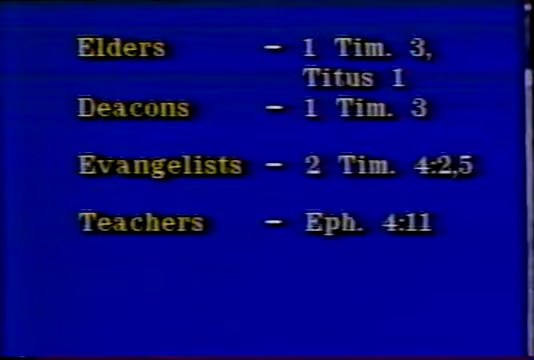 Elders - 1 Tim. 3,
Titus 1
Deacons - 1 Tim. 3
Evangelists - 2 Tim. 4:2,5
Teachers - Eph. 4:11